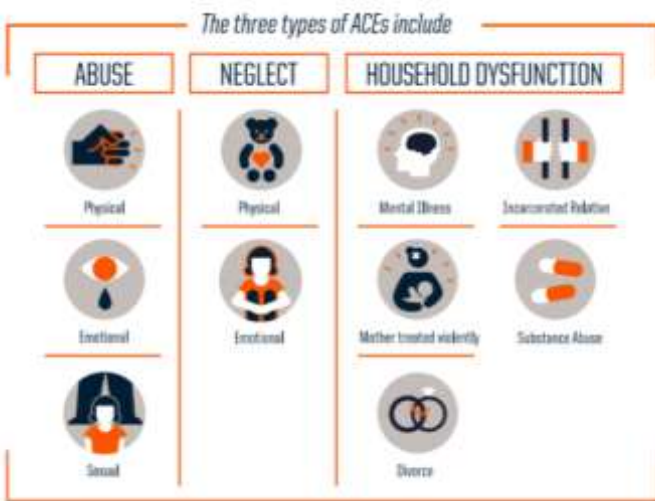 The three types of ACEs include
ABUSE
NEGLECT
HOUSEHOLD DYSFUNCTION
Physical
Physical
Mental Illness
Incarcerated Relative
Emotional
Emotional
Mother treated violently
Substance Abuse
Sexual
Divorce